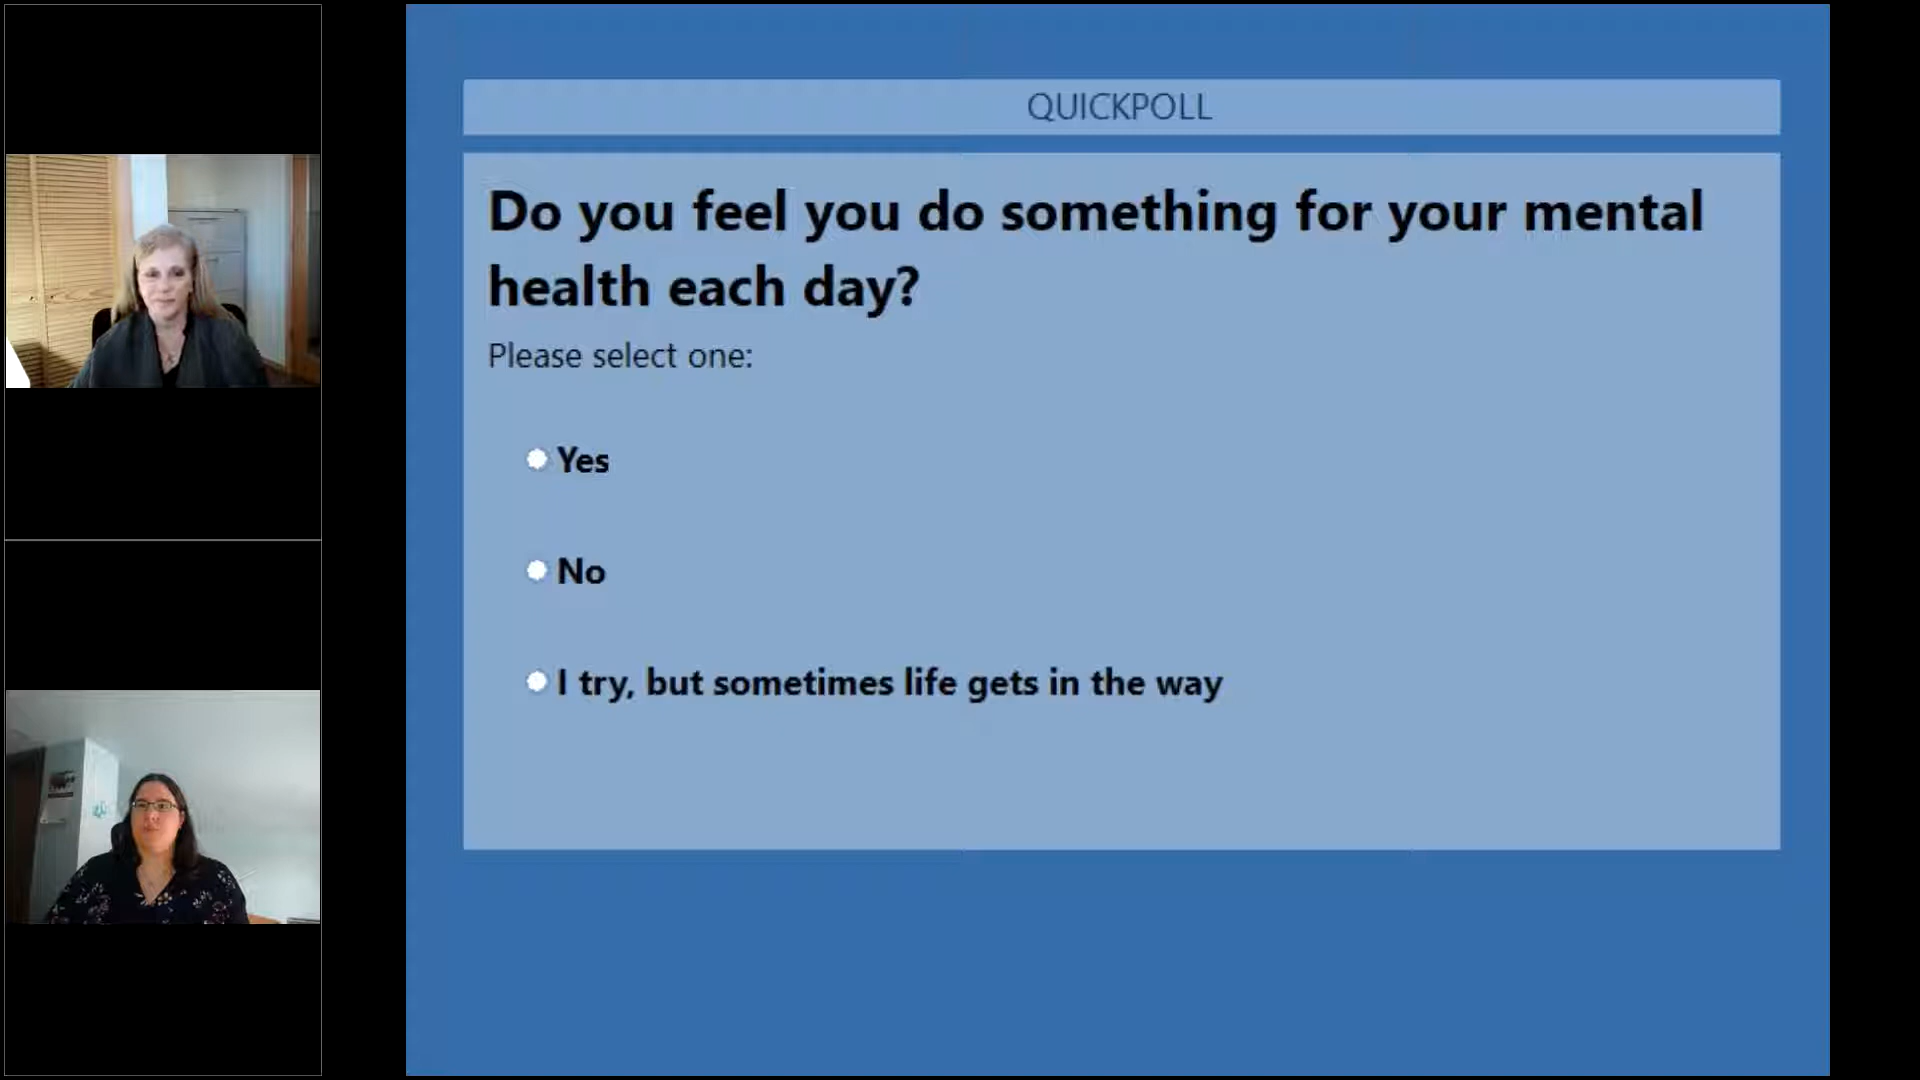 QUICKPOLL
Do you feel you do something for your mental
health each day?
Please select one:
Yes
No
I try, but sometimes life gets in the way